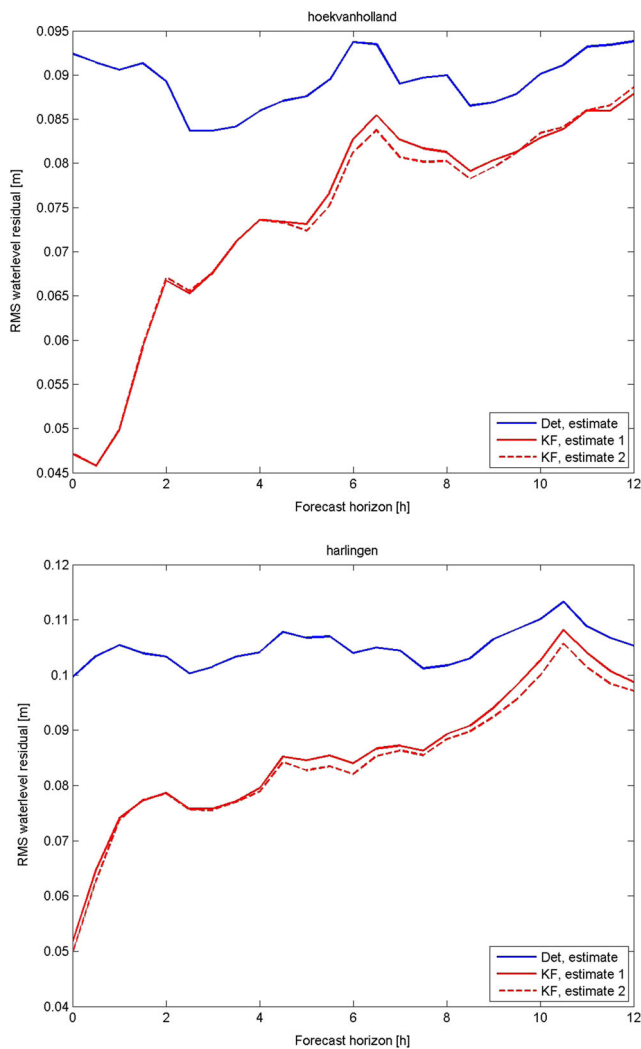 hoekvanholland
0.095
0.09
0.085
0.08
0.075
0.07
0.065
0.06
0.055
0.05
0.045
RMS waterlevel residual [m]
Det, estimate
KF, estimate 1
KF, estimate 2
0 2 4 6 8 10 12
Forecast horizon [h]
harlingen
0.12
0.11
0.1
0.09
0.08
0.07
0.06
0.05
0.04
RMS waterlevel residual [m]
Det, estimate
KF, estimate 1
KF, estimate 2
0 2 4 6 8 10 12
Forecast horizon [h]